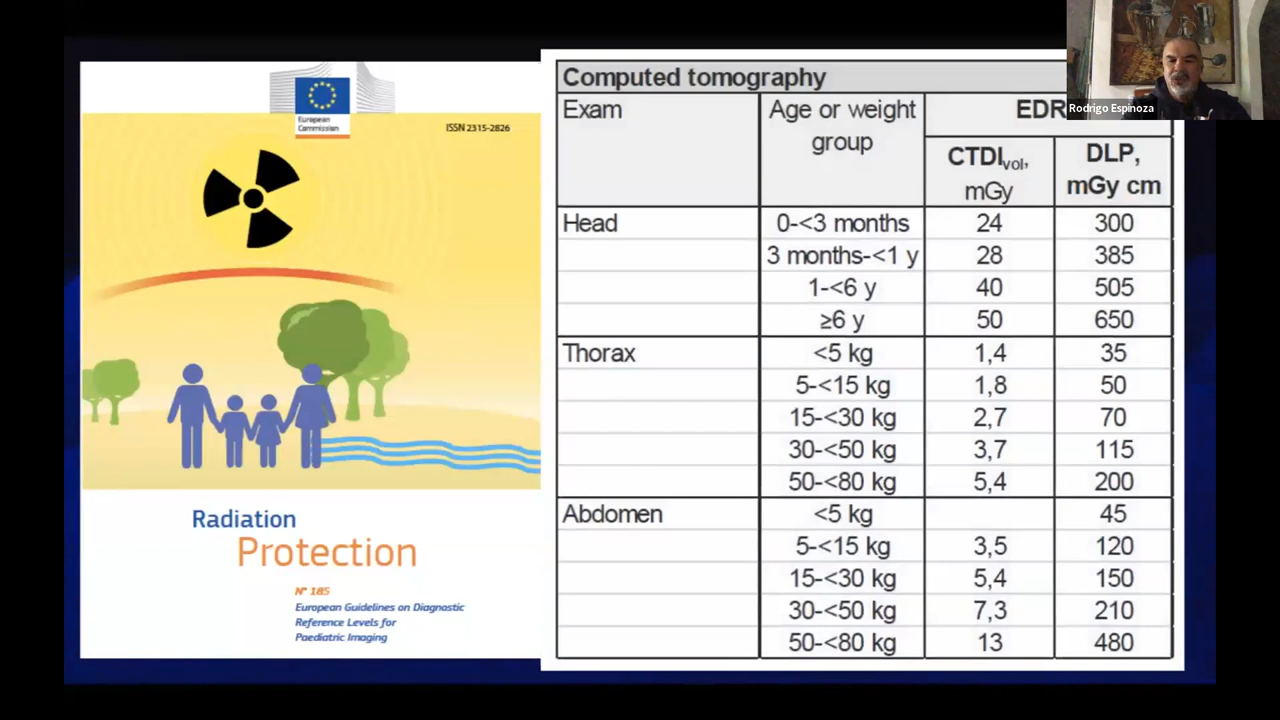 European
Commission
ISSN 2315-2826
Radiation
Protection
N° 185
European Guidelines on Diagnostic
Reference Levels for
Paediatric Imaging
Computed tomography
Exam Age or weight group EDR
CTDIvol, mGy DLP, mGy cm
Head 0-<3 months 24 300
3 months-<1 y 28 385
1-<6 y 40 505
≥6 y 50 650
Thorax <5 kg 1,4 35
5-<15 kg 1,8 50
15-<30 kg 2,7 70
30-<50 kg 3,7 115
50-<80 kg 5,4 200
Abdomen <5 kg 45
5-<15 kg 3,5 120
15-<30 kg 5,4 150
30-<50 kg 7,3 210
50-<80 kg 13 480
Rodrigo Espinoza